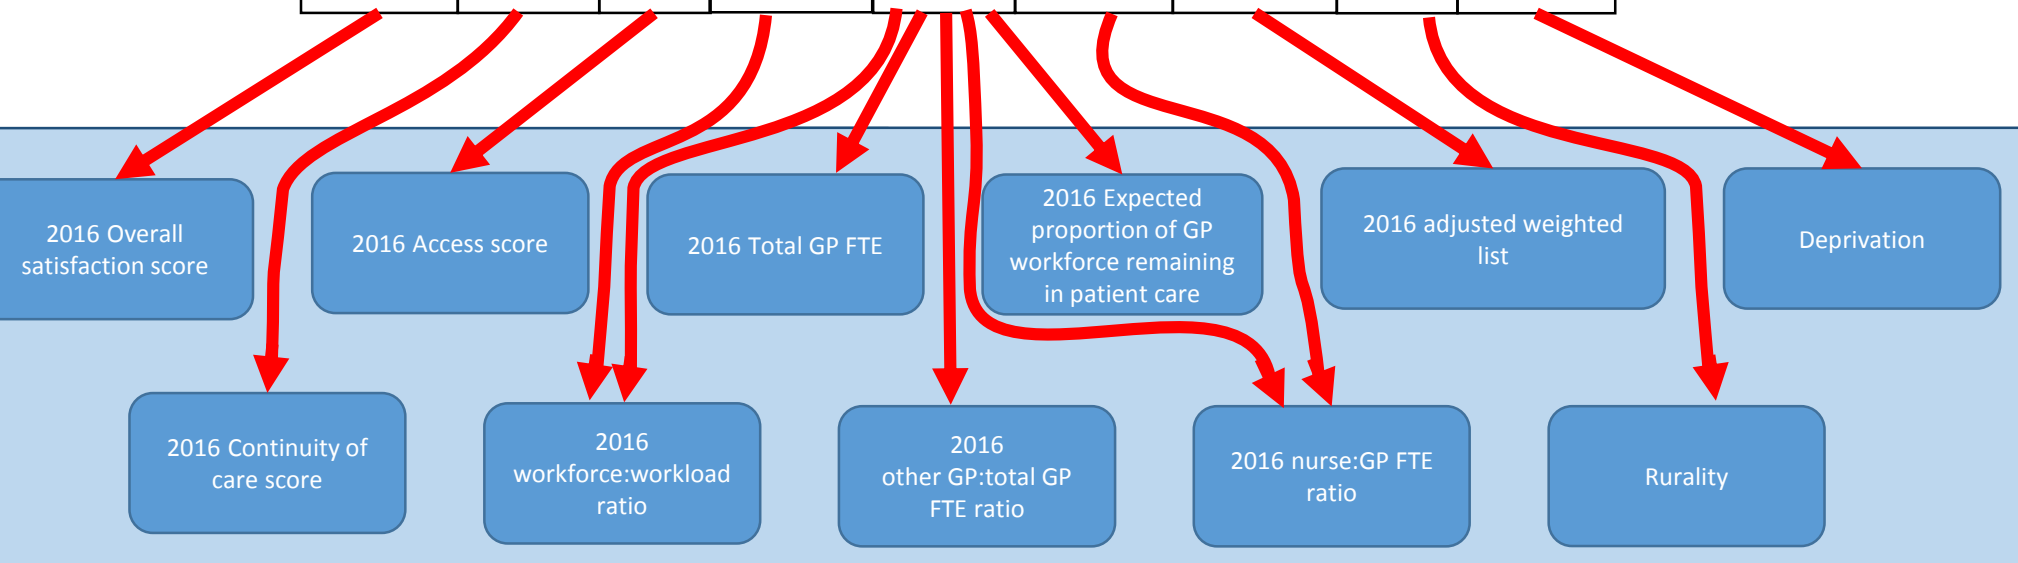 2016 Overall
satisfaction score
2016 Access score
2016 Total GP FTE
2016 Expected
proportion of GP
workforce remaining
in patient care
2016 adjusted weighted
list
Deprivation
2016 Continuity of
care score
2016
workforce:workload
ratio
2016
other GP:total GP
FTE ratio
2016 nurse:GP FTE
ratio
Rurality